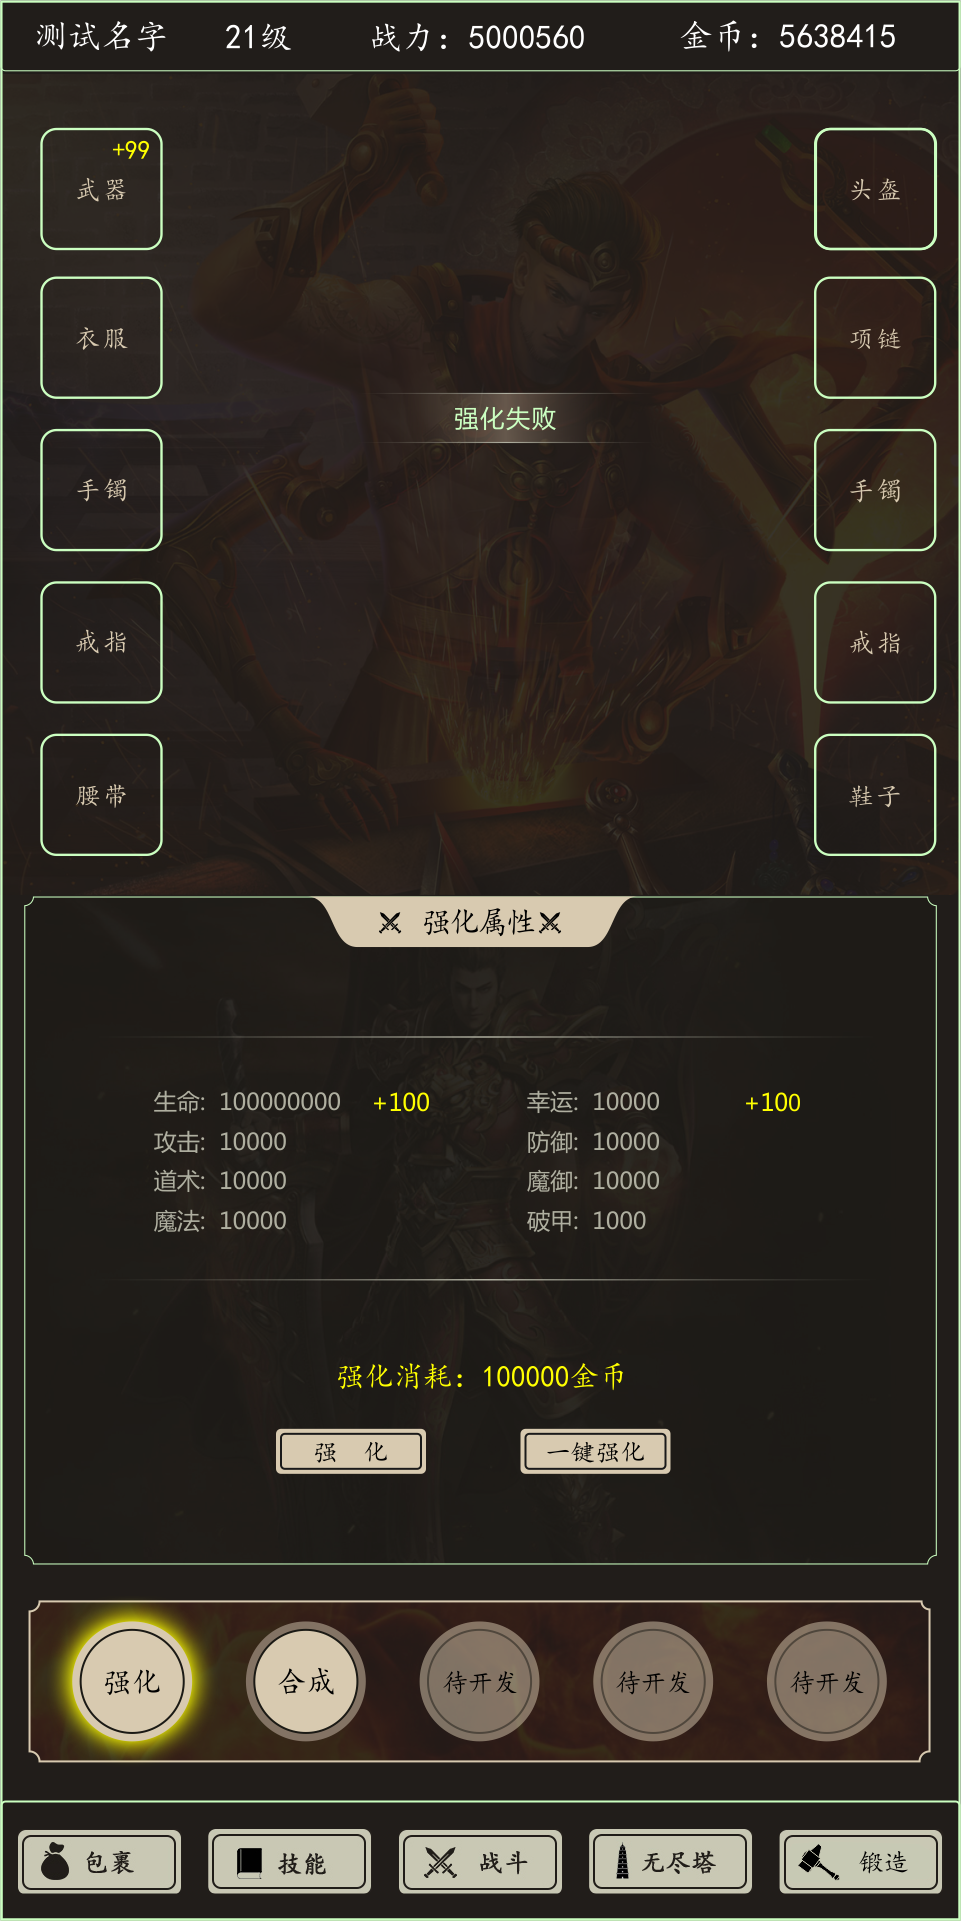 测试名字 21级 战力：5000560 金币：5638415
+99
武器 头盔
衣服 项链
强化失败
手镯 手镯
戒指 戒指
腰带 鞋子
强化属性
生命: 100000000 +100 幸运: 10000 +100
攻击: 10000 防御: 10000
道术: 10000 魔御: 10000
魔法: 10000 破甲: 1000
强化消耗：100000金币
强 化 一键强化
强化 合成 待开发 待开发 待开发
包裹 技能 战斗 无尽塔 锻造